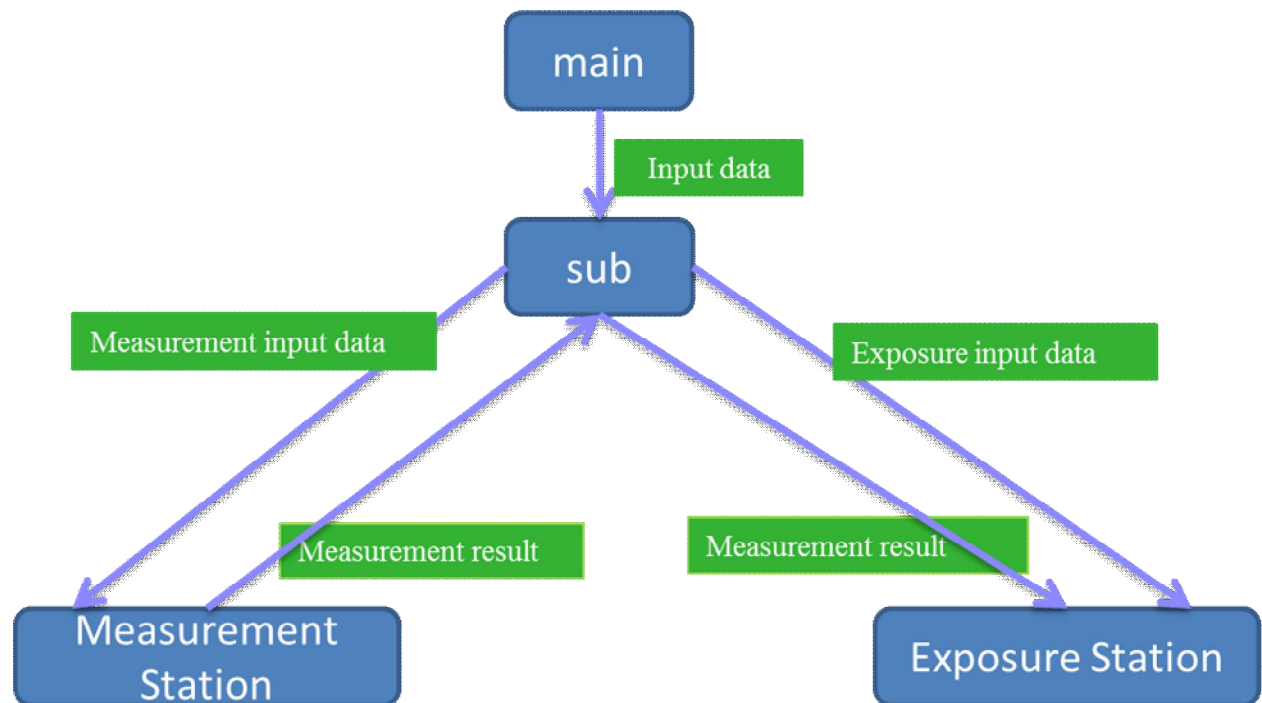 main
Input data
sub
Measurement input data
Exposure input data
Measurement result
Measurement result
Measurement
Station
Exposure Station